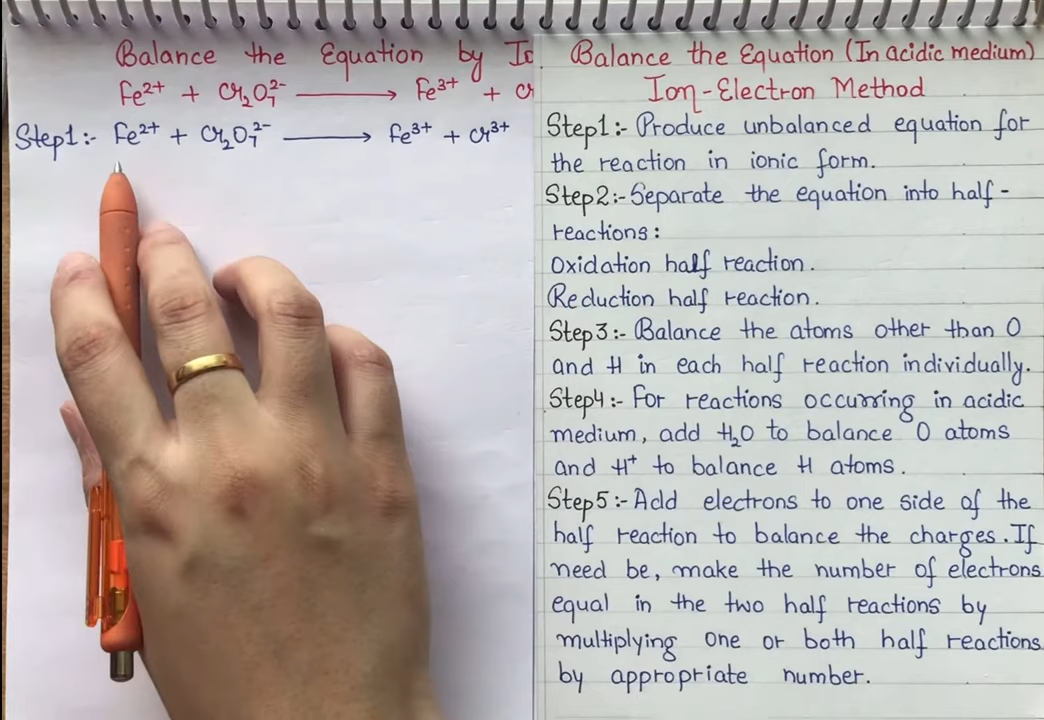 Balance the Equation by
Fe²⁺ + Cr₂O₇²⁻ ⟶ Fe³⁺ +
Step1:- Fe²⁺ + Cr₂O₇²⁻ ⟶ Fe³⁺ + Cr³⁺
Balance the Equation (In acidic medium)
Ion-Electron Method
Step1:- Produce unbalanced equation for
the reaction in ionic form.
Step2:- Separate the equation into half-
reactions:
Oxidation half reaction.
Reduction half reaction.
Step3:- Balance the atoms other than O
and H in each half reaction individually.
Step4:- For reactions occurring in acidic
medium, add H₂O to balance O atoms
and H⁺ to balance H atoms.
Step5:- Add electrons to one side of the
half reaction to balance the charges. If
need be, make the number of electrons
equal in the two half reactions by
multiplying one or both half reactions
by appropriate number.